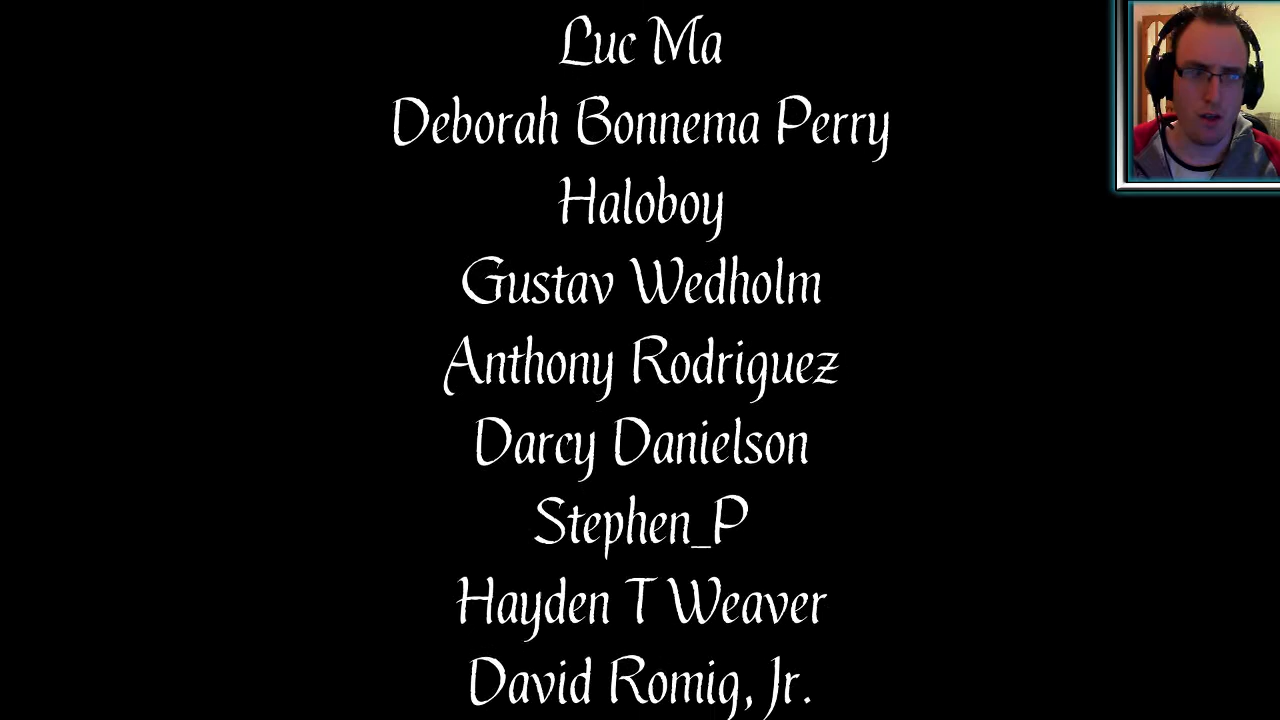 Luc Ma
Deborah Bonnema Perry
Haloboy
Gustav Wedholm
Anthony Rodriguez
Darcy Danielson
Stephen_P
Hayden T Weaver
David Romig, Jr.